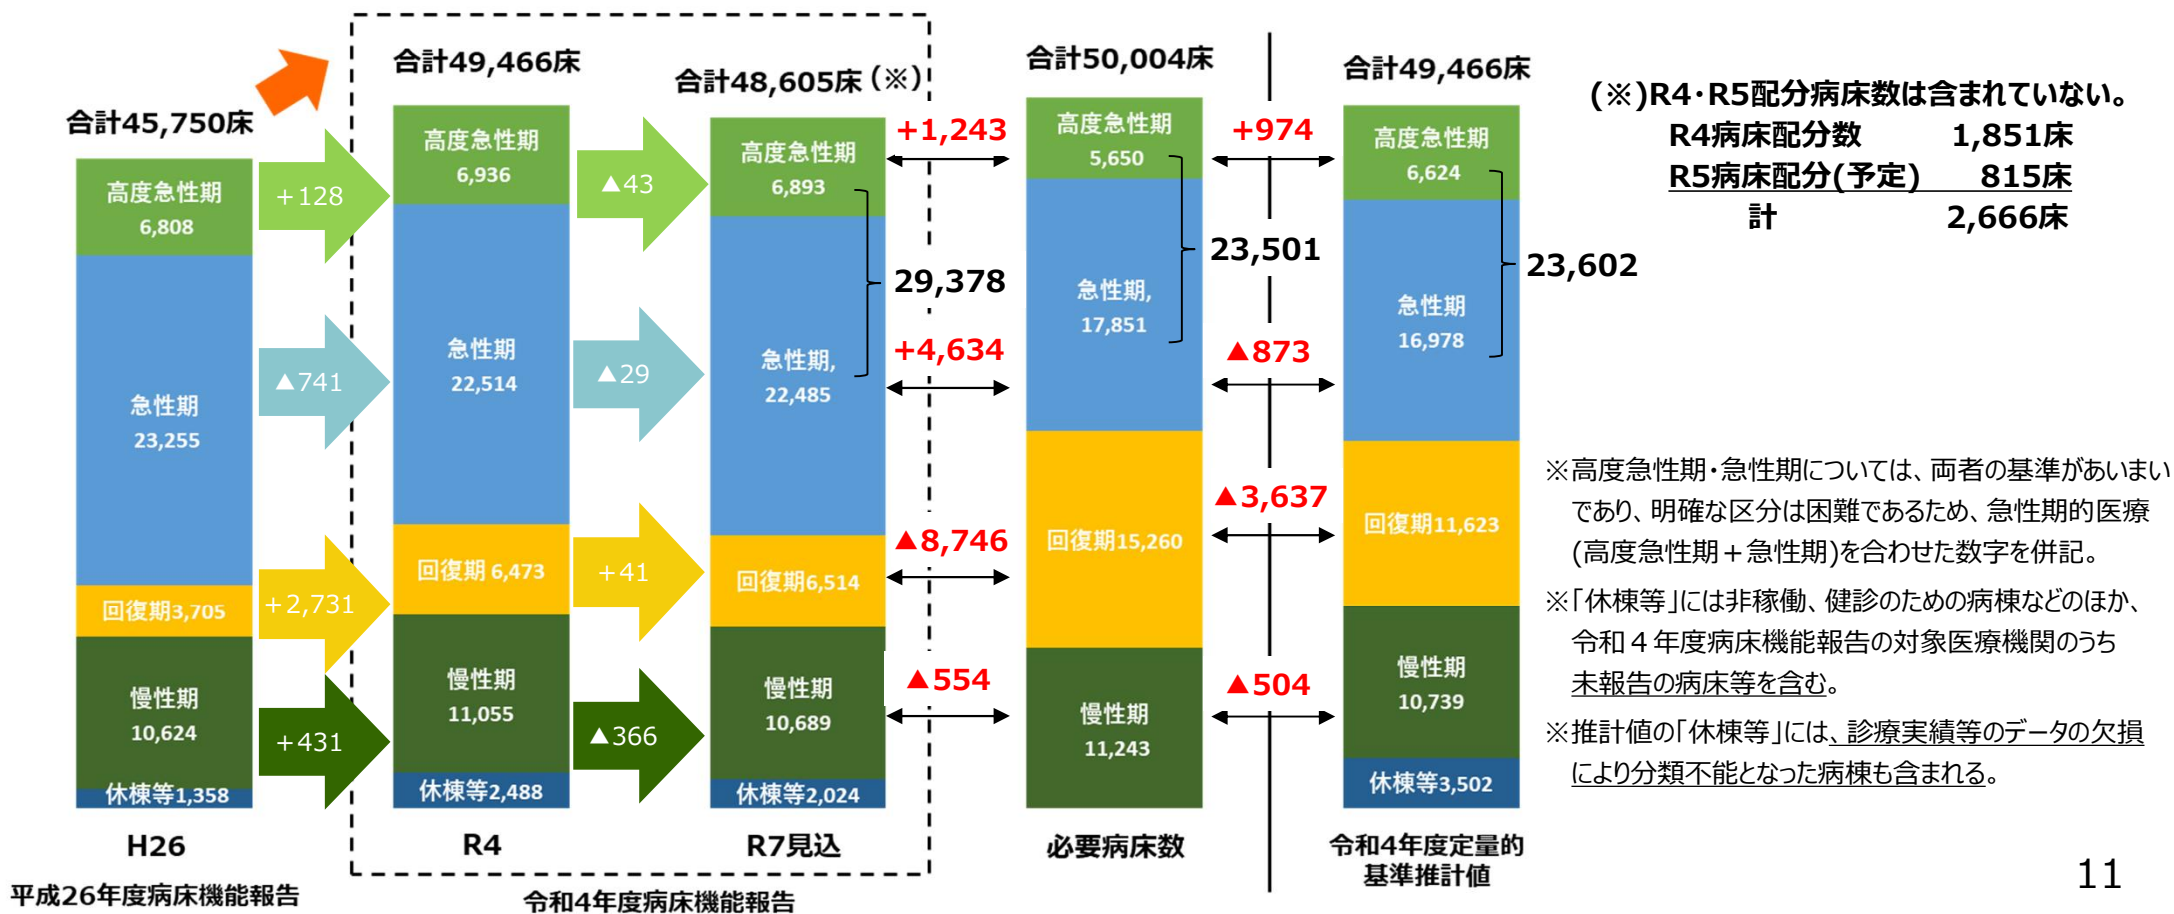 合計45,750床
高度急性期
6,808
急性期
23,255
回復期3,705
慢性期
10,624
休棟等1,358
H26
平成26年度病床機能報告
+128
▲741
+2,731
+431
合計49,466床
高度急性期
6,936
急性期
22,514
回復期 6,473
慢性期
11,055
休棟等2,488
R4
▲43
▲29
+41
▲366
合計48,605床(※)
高度急性期
6,893
急性期,
22,485
回復期6,514
慢性期
10,689
休棟等2,024
R7見込
令和4年度病床機能報告
29,378
+1,243
+4,634
▲8,746
▲554
合計50,004床
高度急性期
5,650
急性期,
17,851
回復期15,260
慢性期
11,243
必要病床数
23,501
+974
▲873
▲3,637
▲504
合計49,466床
高度急性期
6,624
急性期
16,978
回復期11,623
慢性期
10,739
休棟等3,502
令和4年度定量的
基準推計値
23,602
(※)R4・R5配分病床数は含まれていない。
R4病床配分数 1,851床
R5病床配分(予定) 815床
計 2,666床
※高度急性期・急性期については、両者の基準があいまい
であり、明確な区分は困難であるため、急性期的医療
(高度急性期+急性期)を合わせた数字を併記。
※「休棟等」には非稼働、健診のための病棟などのほか、
令和4年度病床機能報告の対象医療機関のうち
未報告の病床等を含む。
※推計値の「休棟等」には、診療実績等のデータの欠損
により分類不能となった病棟も含まれる。
11